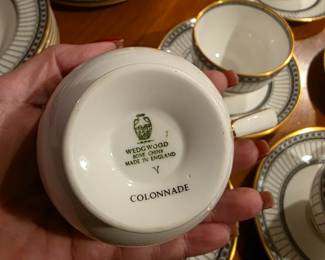 WEDGWOOD
BONE CHINA
MADE IN ENGLAND
Y
COLONNADE